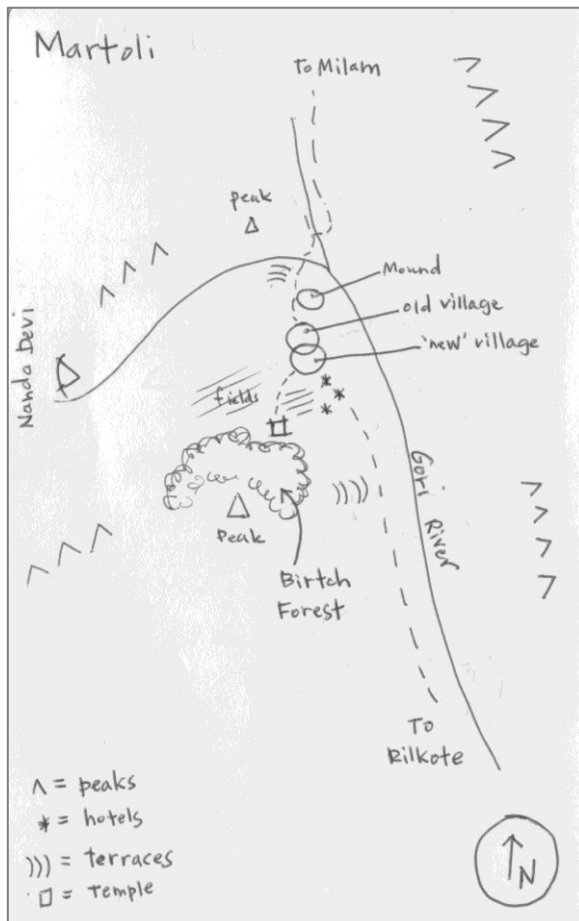 Martoli
To Milam
peak
Mound
old village
'new' village
Nanda Devi
fields
Gori River
Peak
Birtch
Forest
To
Rilkote
^ = peaks
* = hotels
))) = terraces
□ = temple
N